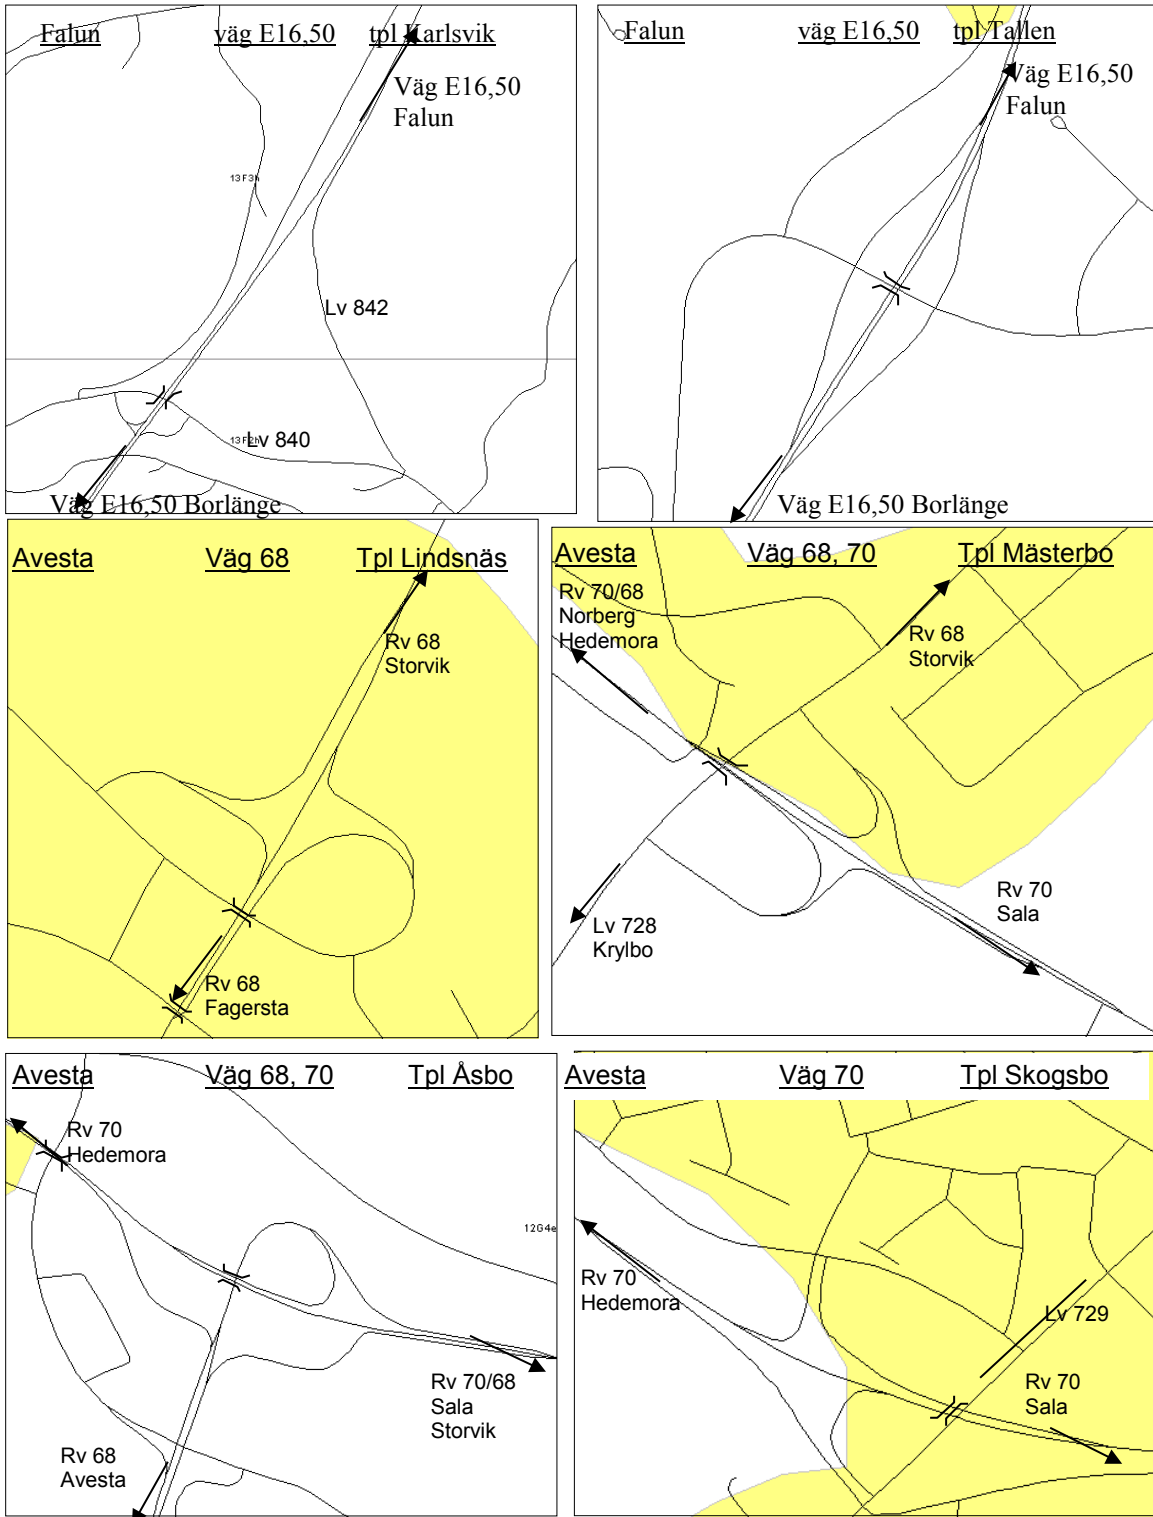 Falun väg E16,50 tpl Karlsvik
Väg E16,50
Falun
13F3h
Lv 842
13F2h
Lv 840
Väg E16,50 Borlänge
Falun väg E16,50 tpl Tallen
Väg E16,50
Falun
Väg E16,50 Borlänge
Avesta Väg 68 Tpl Lindsnäs
Rv 68
Storvik
Rv 68
Fagersta
Avesta Väg 68, 70 Tpl Mästerbo
Rv 70/68
Norberg
Hedemora
Rv 68
Storvik
Rv 70
Sala
Lv 728
Krylbo
Avesta Väg 68, 70 Tpl Åsbo
Rv 70
Hedemora
12G4e
Rv 70/68
Sala
Storvik
Rv 68
Avesta
Avesta Väg 70 Tpl Skogsbo
Rv 70
Hedemora
Lv 729
Rv 70
Sala